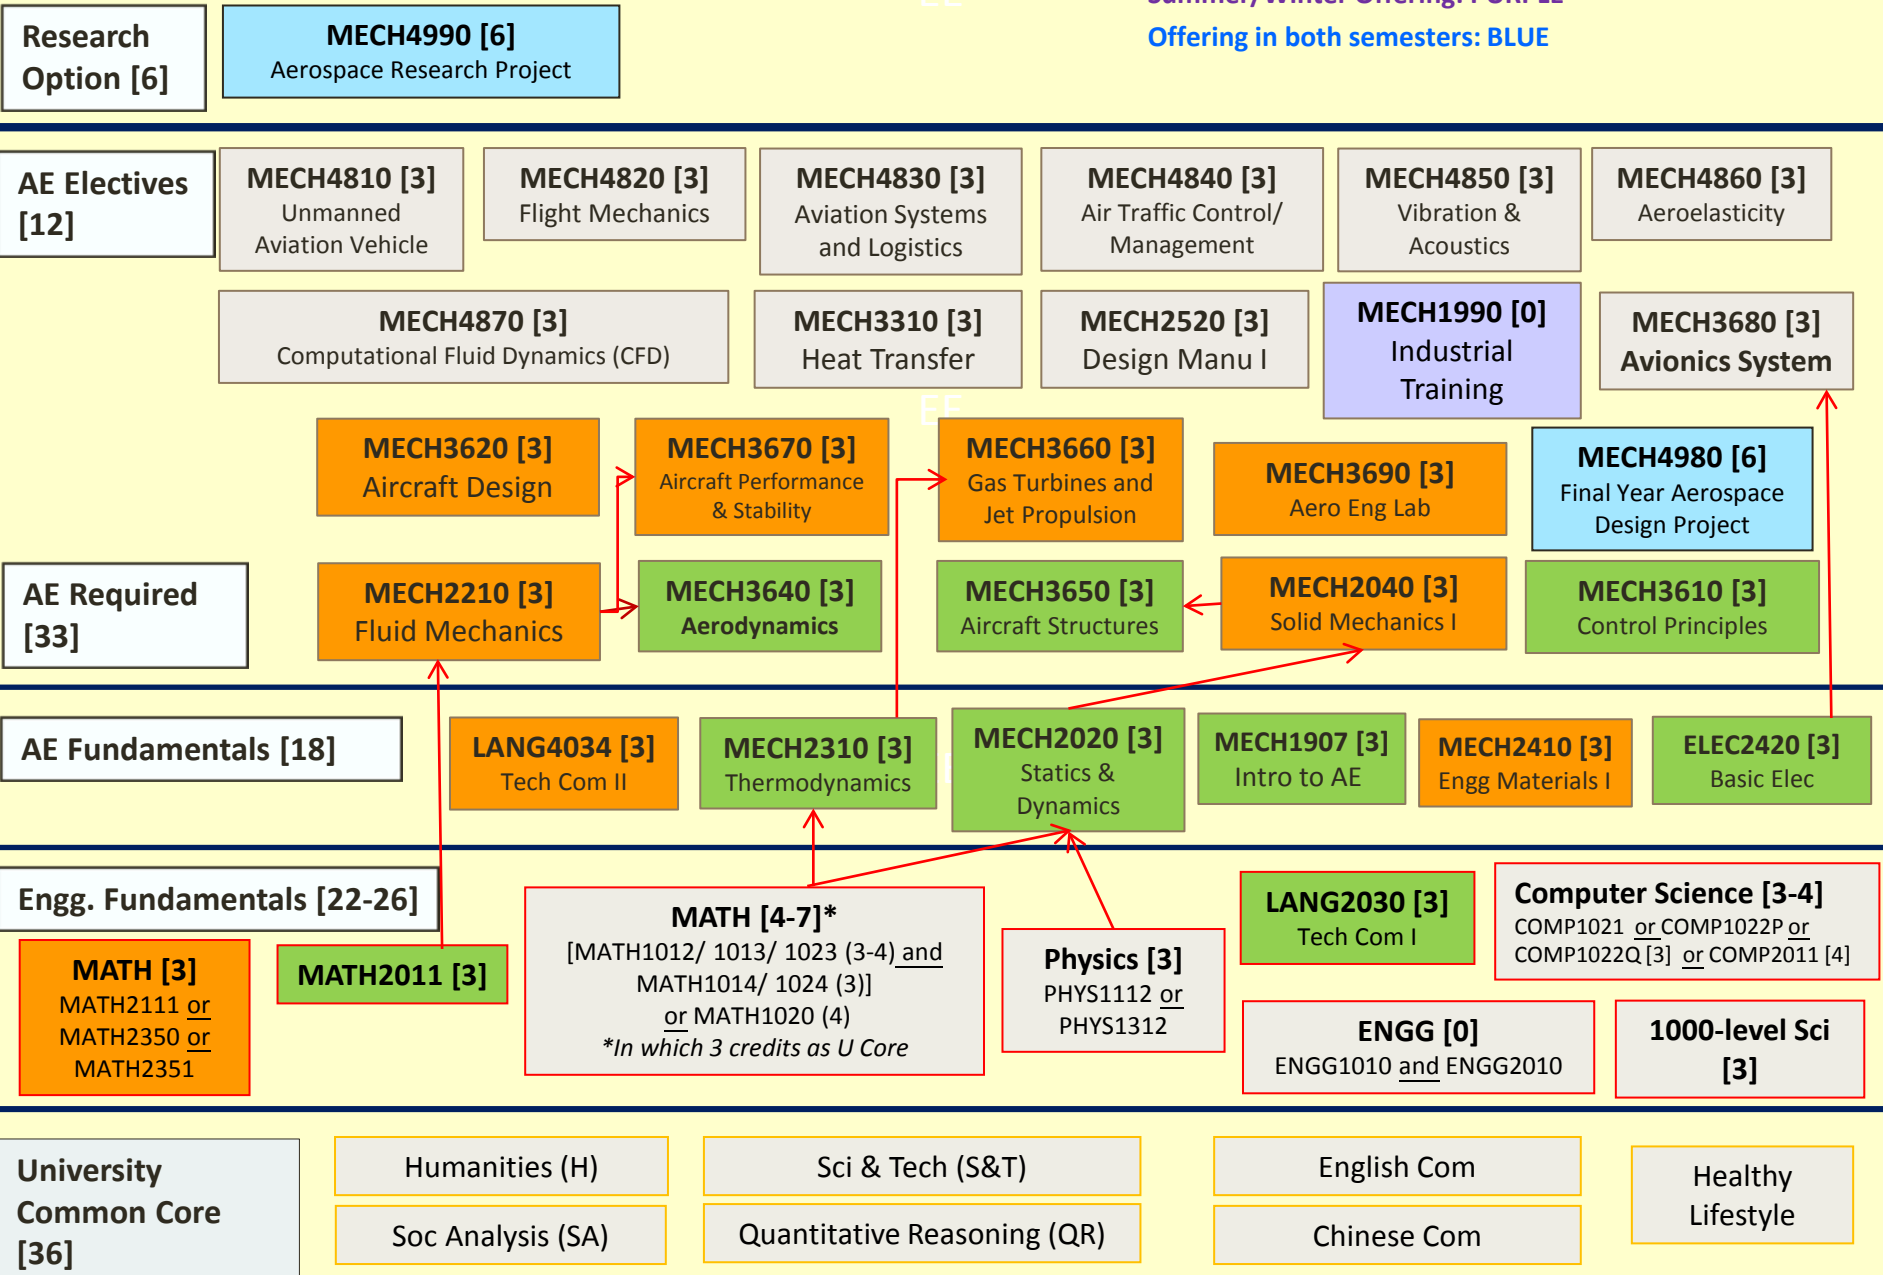 Offering in both semesters: BLUE
Research
Option [6]
MECH4990 [6]
Aerospace Research Project
AE Electives
[12]
MECH4810 [3]
Unmanned
Aviation Vehicle
MECH4820 [3]
Flight Mechanics
MECH4830 [3]
Aviation Systems
and Logistics
MECH4840 [3]
Air Traffic Control/
Management
MECH4850 [3]
Vibration &
Acoustics
MECH4860 [3]
Aeroelasticity
MECH4870 [3]
Computational Fluid Dynamics (CFD)
MECH3310 [3]
Heat Transfer
MECH2520 [3]
Design Manu I
MECH1990 [0]
Industrial
Training
MECH3680 [3]
Avionics System
MECH3620 [3]
Aircraft Design
MECH3670 [3]
Aircraft Performance
& Stability
MECH3660 [3]
Gas Turbines and
Jet Propulsion
MECH3690 [3]
Aero Eng Lab
MECH4980 [6]
Final Year Aerospace
Design Project
AE Required
[33]
MECH2210 [3]
Fluid Mechanics
MECH3640 [3]
Aerodynamics
MECH3650 [3]
Aircraft Structures
MECH2040 [3]
Solid Mechanics I
MECH3610 [3]
Control Principles
AE Fundamentals [18]
LANG4034 [3]
Tech Com II
MECH2310 [3]
Thermodynamics
MECH2020 [3]
Statics &
Dynamics
MECH1907 [3]
Intro to AE
MECH2410 [3]
Engg Materials I
ELEC2420 [3]
Basic Elec
Engg. Fundamentals [22-26]
MATH [3]
MATH2111 or
MATH2350 or
MATH2351
MATH2011 [3]
MATH [4-7]*
[MATH1012/ 1013/ 1023 (3-4) and
MATH1014/ 1024 (3)]
or MATH1020 (4)
*In which 3 credits as U Core
Physics [3]
PHYS1112 or
PHYS1312
LANG2030 [3]
Tech Com I
Computer Science [3-4]
COMP1021 or COMP1022P or
COMP1022Q [3] or COMP2011 [4]
ENGG [0]
ENGG1010 and ENGG2010
1000-level Sci
[3]
University
Common Core
[36]
Humanities (H)
Sci & Tech (S&T)
English Com
Healthy
Lifestyle
Soc Analysis (SA)
Quantitative Reasoning (QR)
Chinese Com